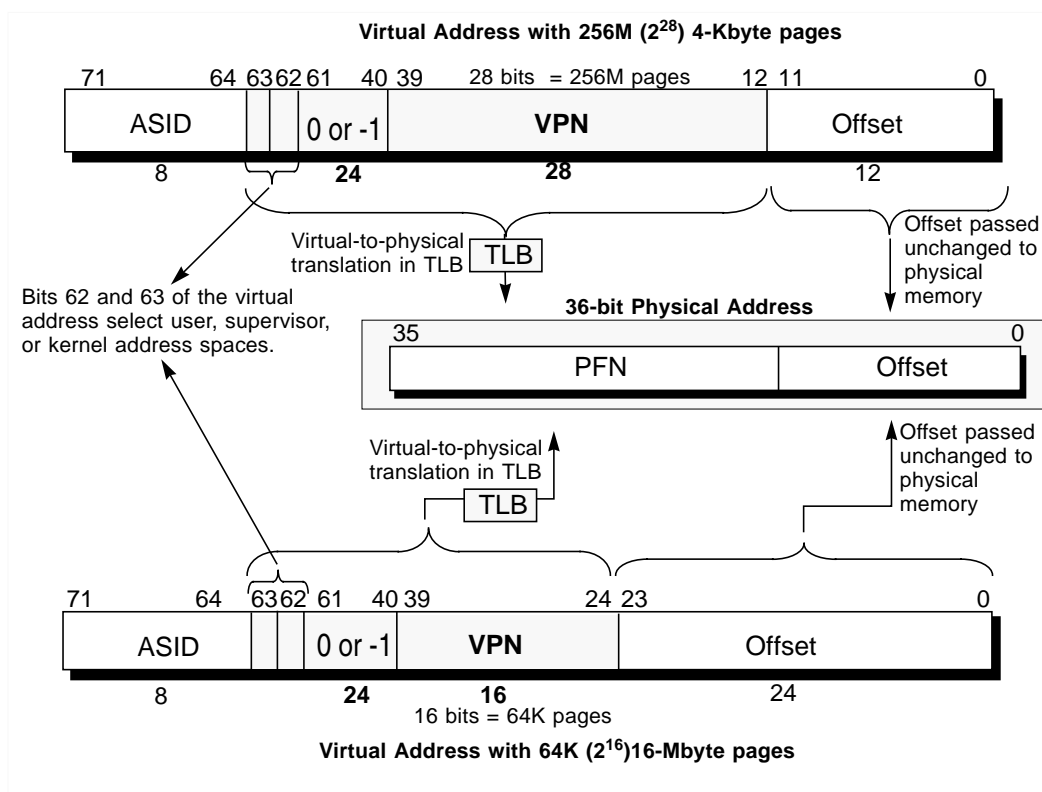 Virtual Address with 256M (2^28) 4-Kbyte pages
71 64 63 62 61 40 39 28 bits = 256M pages 12 11 0
ASID 0 or -1 VPN Offset
8 24 28 12
Virtual-to-physical
translation in TLB
TLB
Offset passed
unchanged to
physical
memory
Bits 62 and 63 of the virtual
address select user, supervisor,
or kernel address spaces.
36-bit Physical Address
35 0
PFN Offset
Virtual-to-physical
translation in TLB
TLB
Offset passed
unchanged to
physical
memory
71 64 63 62 61 40 39 24 23 0
ASID 0 or -1 VPN Offset
8 24 16 24
16 bits = 64K pages
Virtual Address with 64K (2^16)16-Mbyte pages